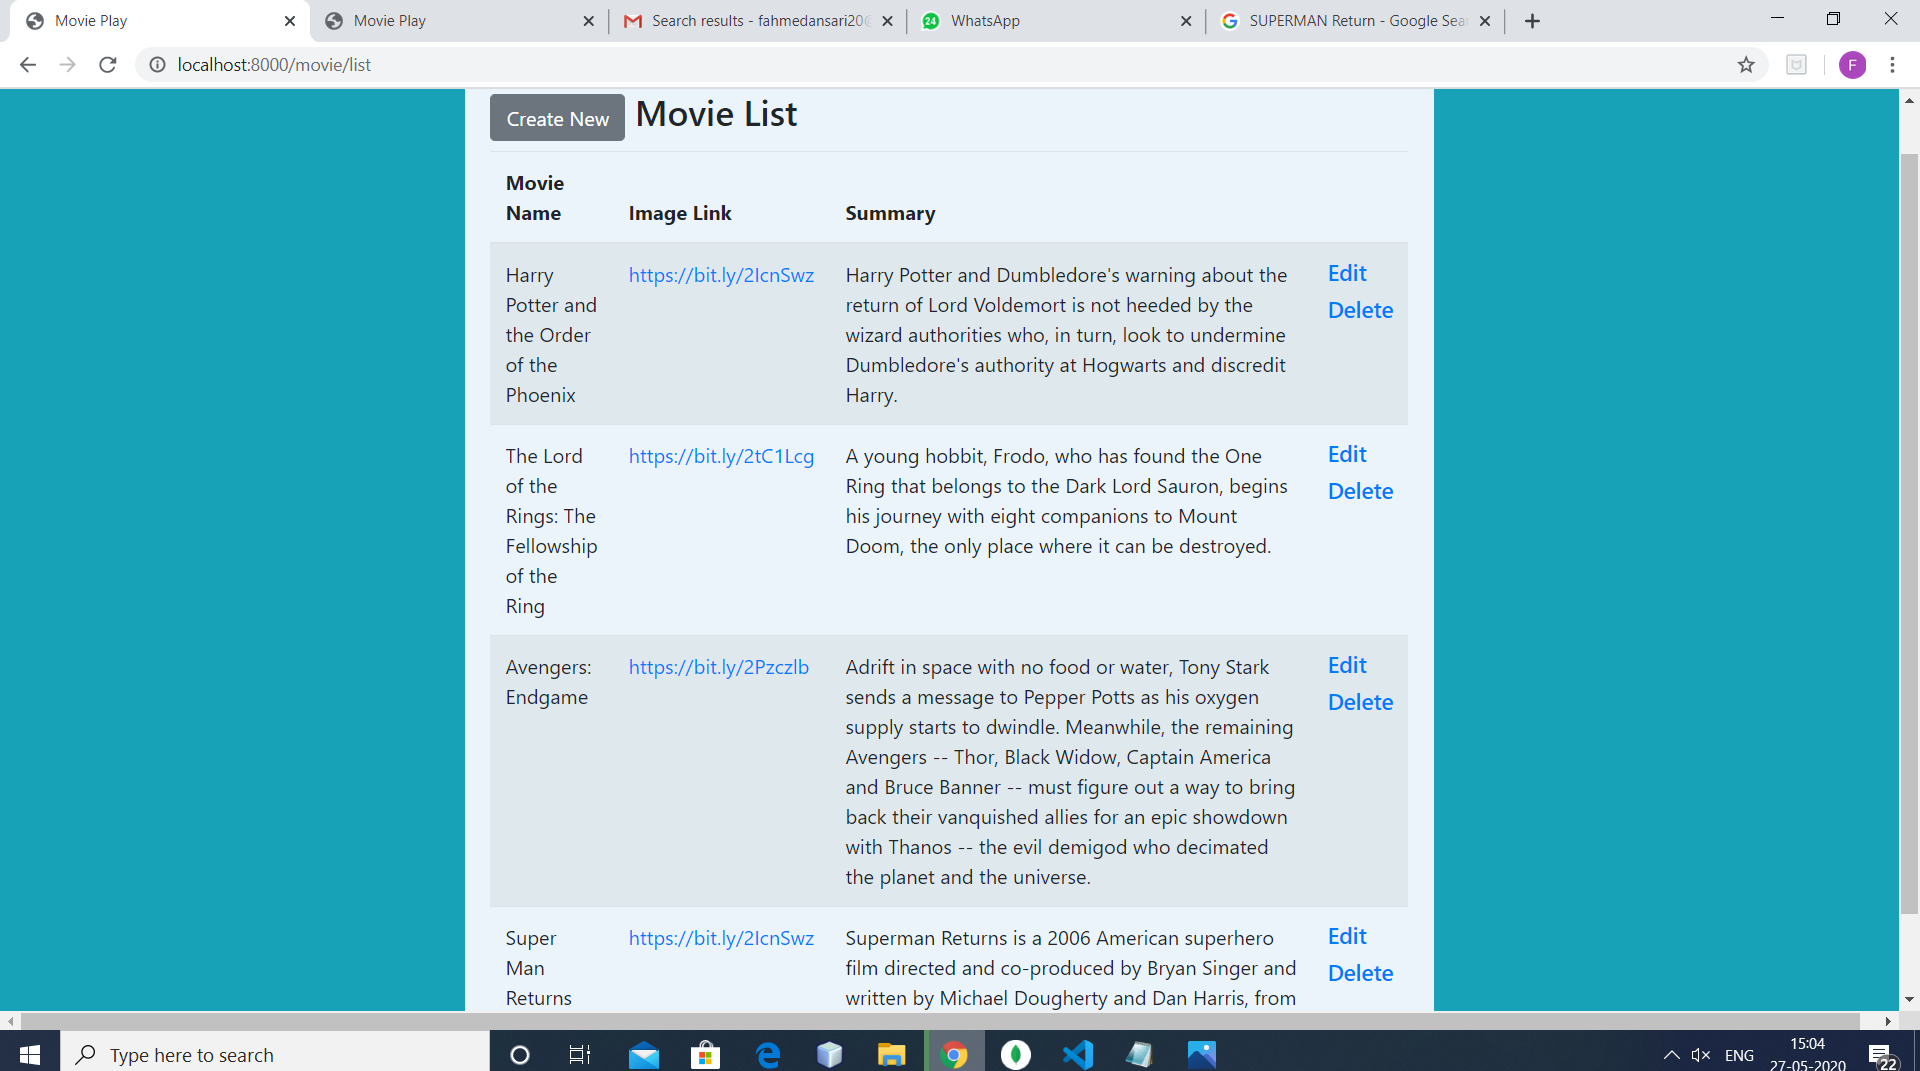 Movie Play
Movie Play
Search results - fahmedansari20@
WhatsApp
SUPERMAN Return - Google Sea
localhost:8000/movie/list
F
Create New
Movie List
Movie
Name
Image Link
Summary
Harry
Potter and
the Order
of the
Phoenix
https://bit.ly/2IcnSwz
Harry Potter and Dumbledore's warning about the
return of Lord Voldemort is not heeded by the
wizard authorities who, in turn, look to undermine
Dumbledore's authority at Hogwarts and discredit
Harry.
Edit
Delete
The Lord
of the
Rings: The
Fellowship
of the
Ring
https://bit.ly/2tC1Lcg
A young hobbit, Frodo, who has found the One
Ring that belongs to the Dark Lord Sauron, begins
his journey with eight companions to Mount
Doom, the only place where it can be destroyed.
Edit
Delete
Avengers:
Endgame
https://bit.ly/2Pzczlb
Adrift in space with no food or water, Tony Stark
sends a message to Pepper Potts as his oxygen
supply starts to dwindle. Meanwhile, the remaining
Avengers -- Thor, Black Widow, Captain America
and Bruce Banner -- must figure out a way to bring
back their vanquished allies for an epic showdown
with Thanos -- the evil demigod who decimated
the planet and the universe.
Edit
Delete
Super
Man
Returns
https://bit.ly/2IcnSwz
Superman Returns is a 2006 American superhero
film directed and co-produced by Bryan Singer and
written by Michael Dougherty and Dan Harris, from
Edit
Delete
Type here to search
ENG
15:04
27-05-2020
22